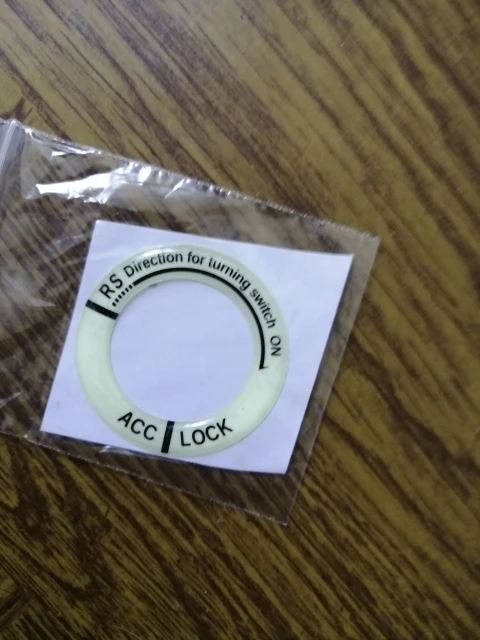 RS Direction for turning switch ON
ACC LOCK